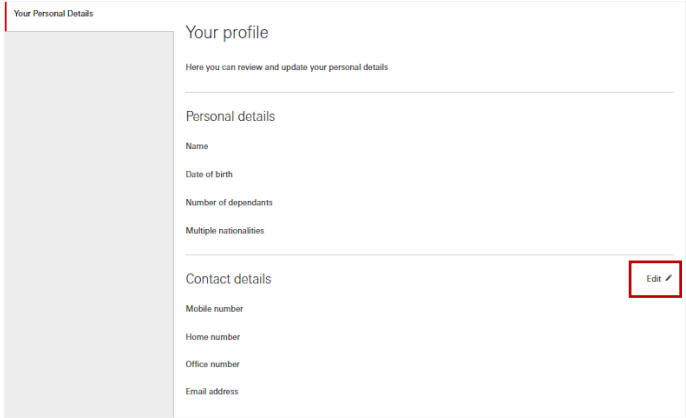 Your Personal Details
Your profile
Here you can review and update your personal details
Personal details
Name
Date of birth
Number of dependants
Multiple nationalities
Contact details
Edit
Mobile number
Home number
Office number
Email address